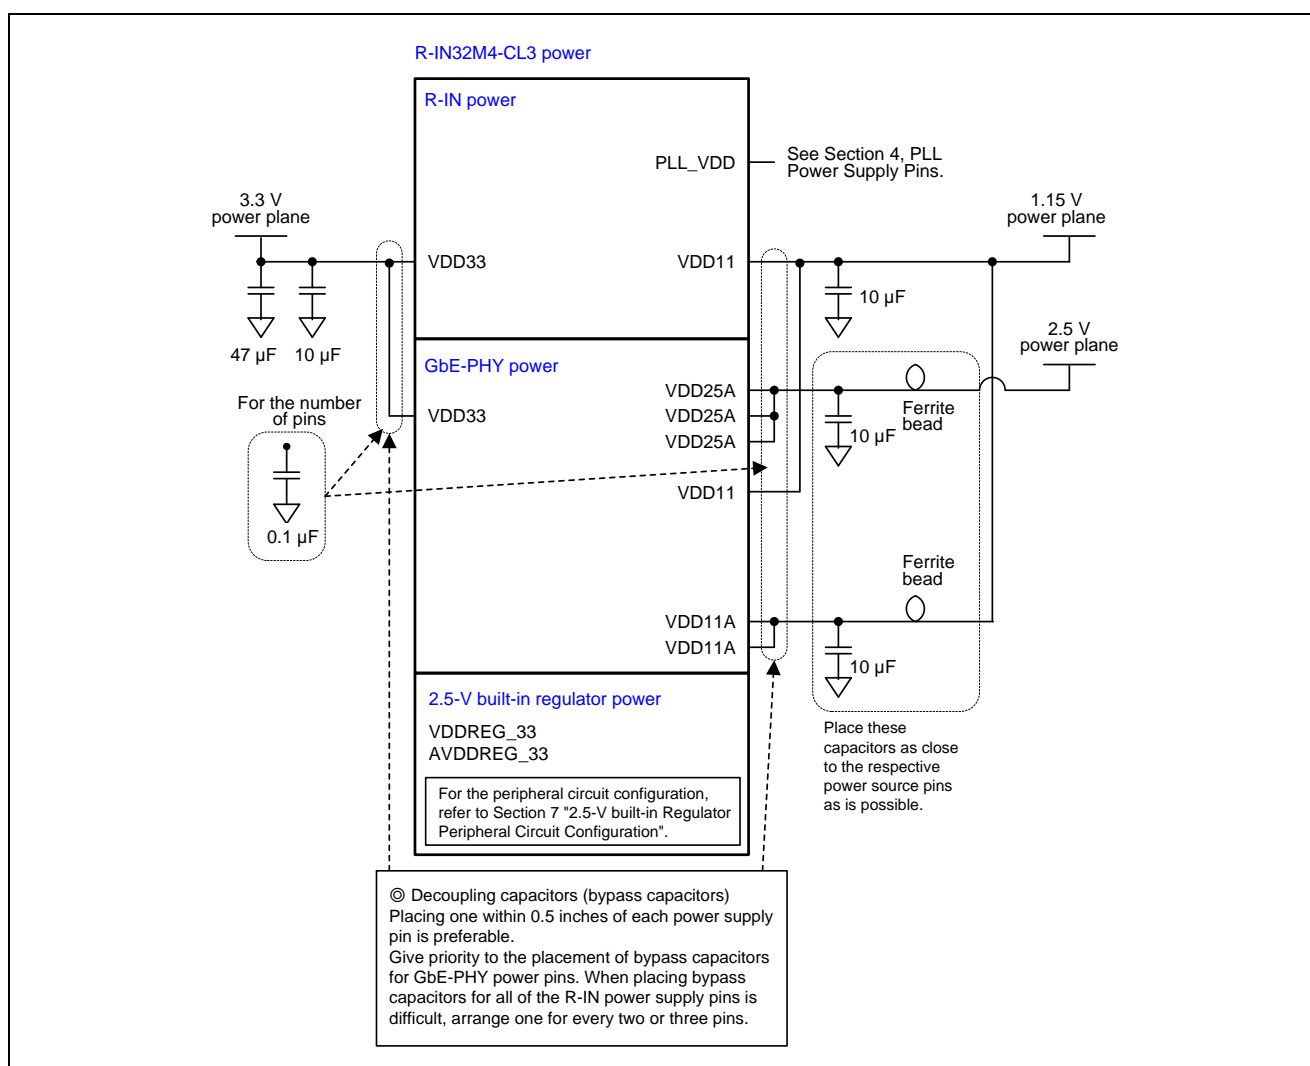 R-IN32M4-CL3 power
R-IN power
PLL_VDD
See Section 4, PLL
Power Supply Pins.
3.3 V
power plane
1.15 V
power plane
VDD33
VDD11
10 µF
47 µF
10 µF
2.5 V
power plane
GbE-PHY power
VDD25A
VDD25A
VDD25A
Ferrite
bead
10 µF
For the number
of pins
VDD33
VDD11
0.1 µF
Ferrite
bead
VDD11A
VDD11A
10 µF
2.5-V built-in regulator power
VDDREG_33
AVDDREG_33
For the peripheral circuit configuration,
refer to Section 7 "2.5-V built-in Regulator
Peripheral Circuit Configuration".
Place these
capacitors as close
to the respective
power source pins
as is possible.
◎ Decoupling capacitors (bypass capacitors)
Placing one within 0.5 inches of each power supply
pin is preferable.
Give priority to the placement of bypass capacitors
for GbE-PHY power pins. When placing bypass
capacitors for all of the R-IN power supply pins is
difficult, arrange one for every two or three pins.